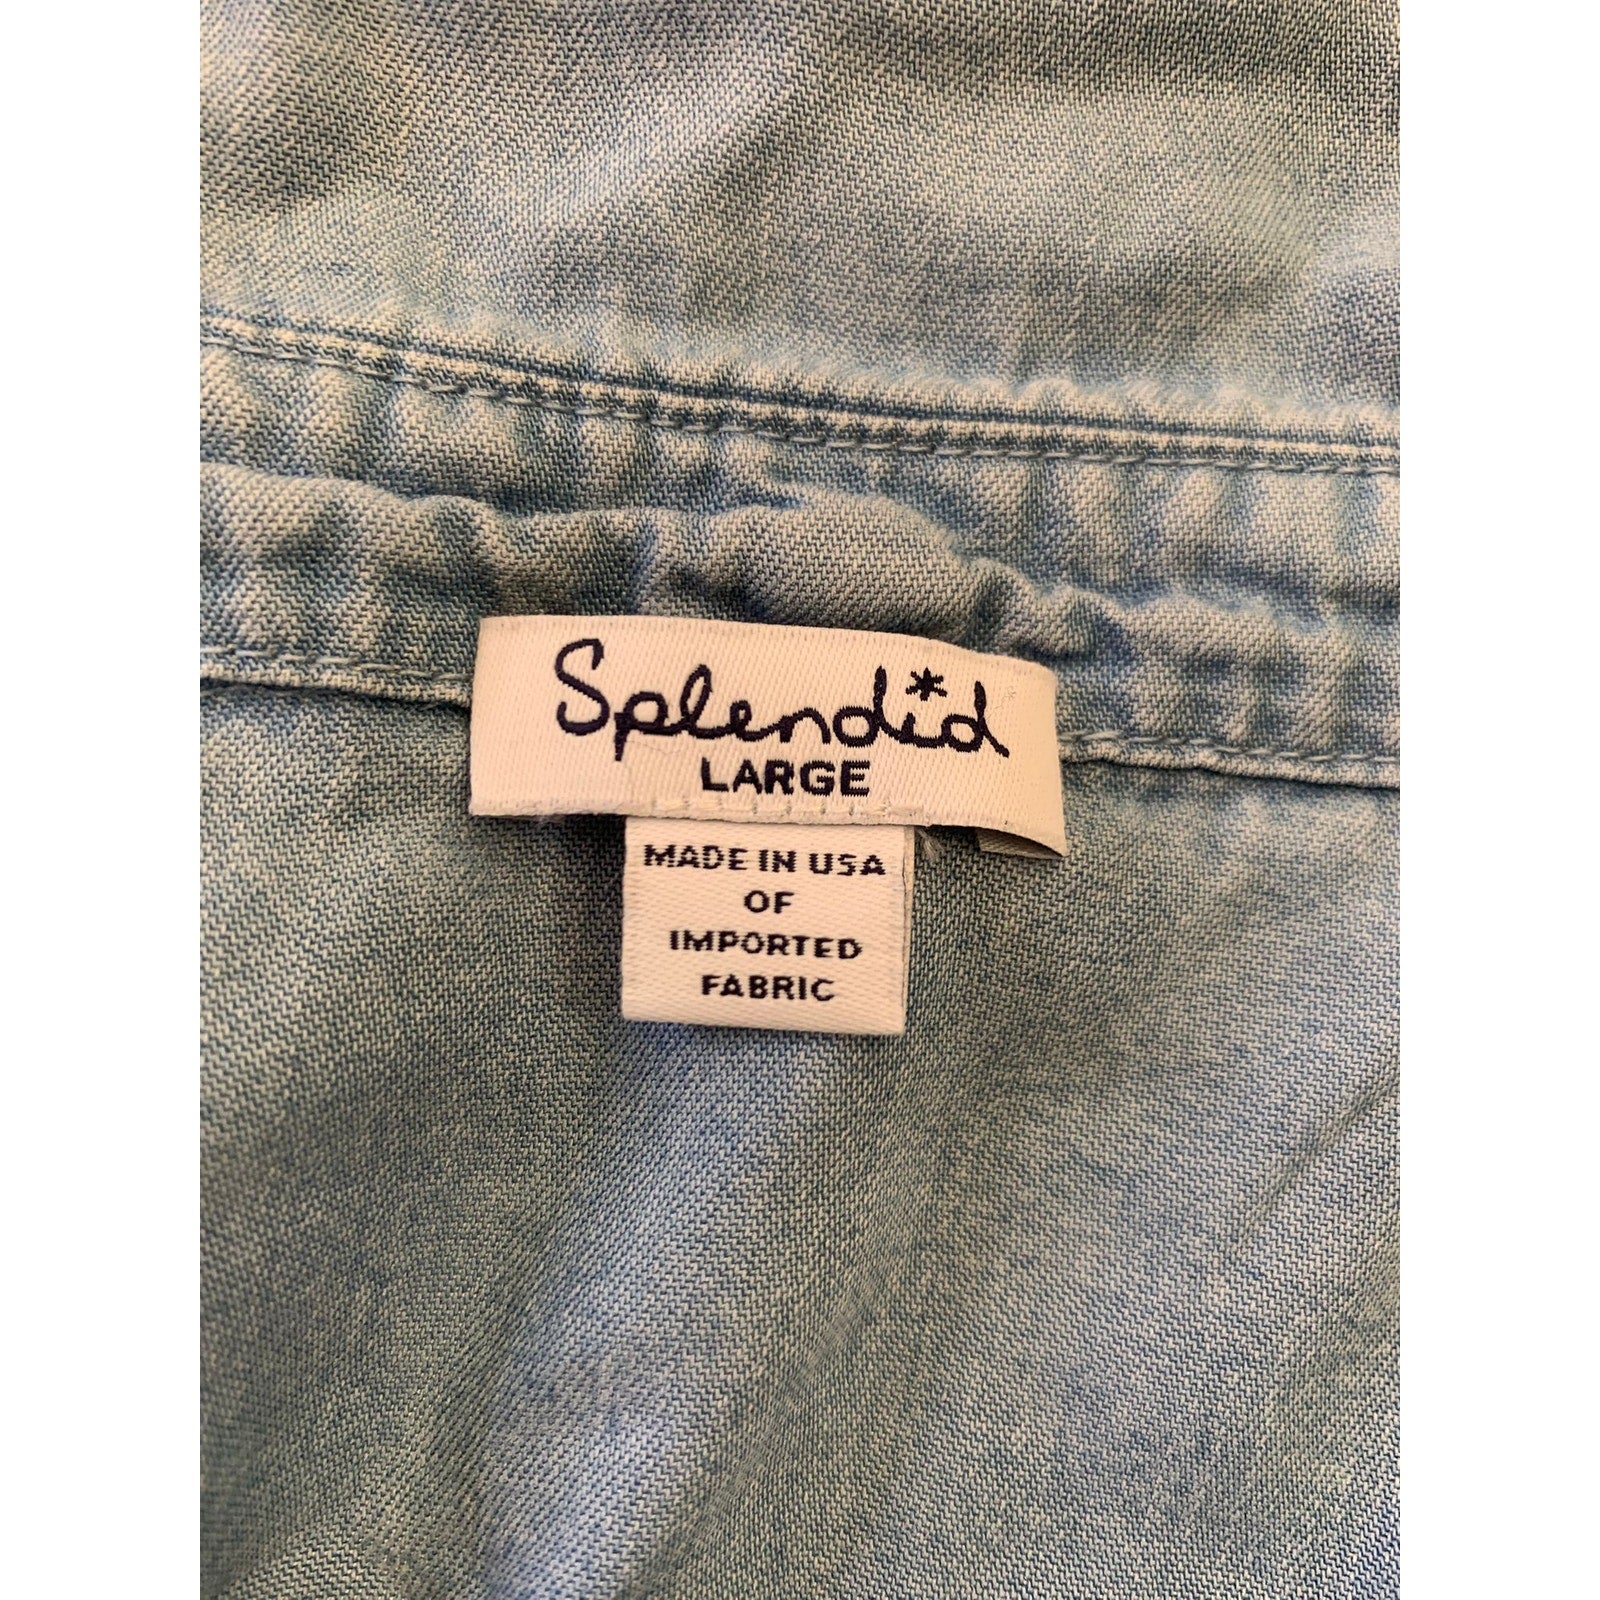 Splendid
LARGE
MADE IN USA
OF
IMPORTED
FABRIC